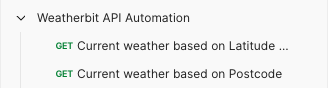 Weatherbit API Automation
GET Current weather based on Latitude ...
GET Current weather based on Postcode